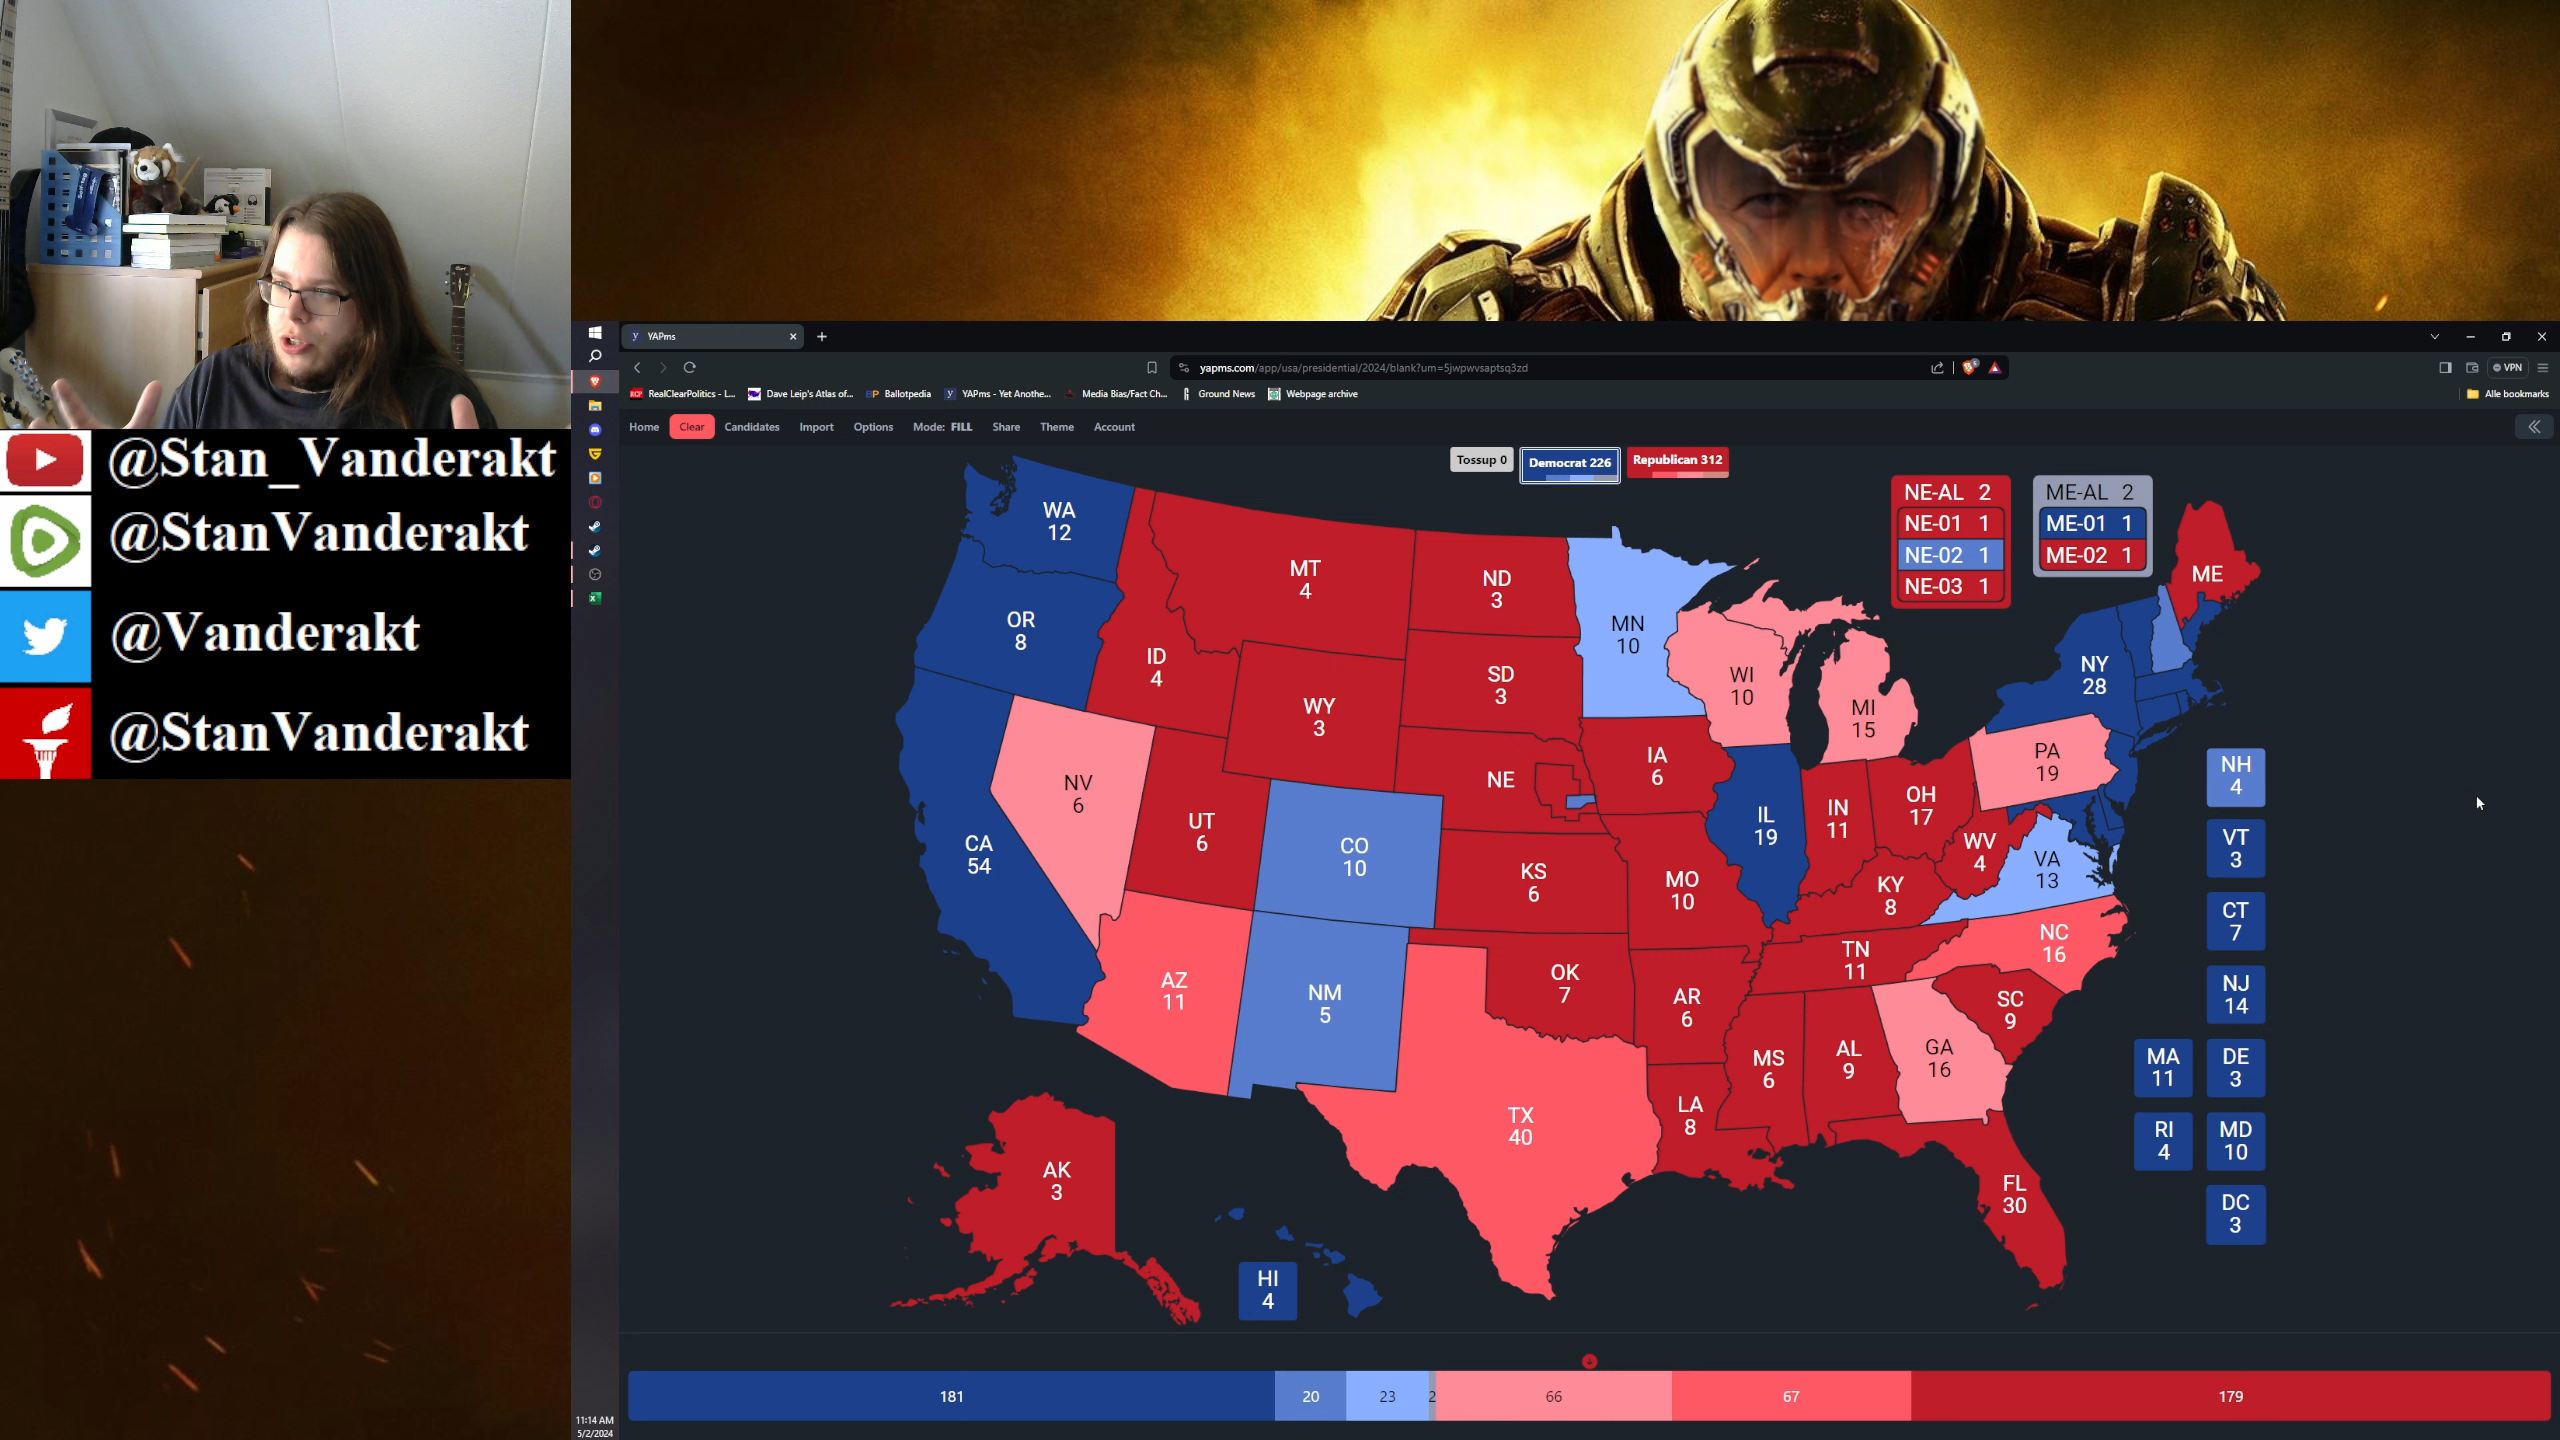 @Stan_Vanderakt
@StanVanderakt
@Vanderakt
@StanVanderakt
YAPms
yapms.com/app/usa/presidential/2024/blank?um=5jwpwvsaptsq3zd
VPN
RealClearPolitics - L...
Dave Leip's Atlas of...
BP Ballotpedia
YAPms - Yet Anothe...
Media Bias/Fact Ch...
Ground News
Webpage archive
Alle bookmarks
Home
Clear
Candidates
Import
Options
Mode: FILL
Share
Theme
Account
Tossup 0
Democrat 226
Republican 312
NE-AL 2
NE-01 1
NE-02 1
NE-03 1
ME-AL 2
ME-01 1
ME-02 1
WA
12
OR
8
CA
54
NV
6
ID
4
MT
4
WY
3
UT
6
AZ
11
CO
10
NM
5
ND
3
SD
3
NE
KS
6
OK
7
TX
40
MN
10
IA
6
MO
10
AR
6
LA
8
WI
10
IL
19
MI
15
IN
11
OH
17
KY
8
TN
11
MS
6
AL
9
GA
16
FL
30
SC
9
NC
16
VA
13
WV
4
PA
19
NY
28
ME
NH
4
VT
3
CT
7
NJ
14
MA
11
DE
3
RI
4
MD
10
DC
3
AK
3
HI
4
181
20
23
2
66
67
179
11:14 AM
5/2/2024